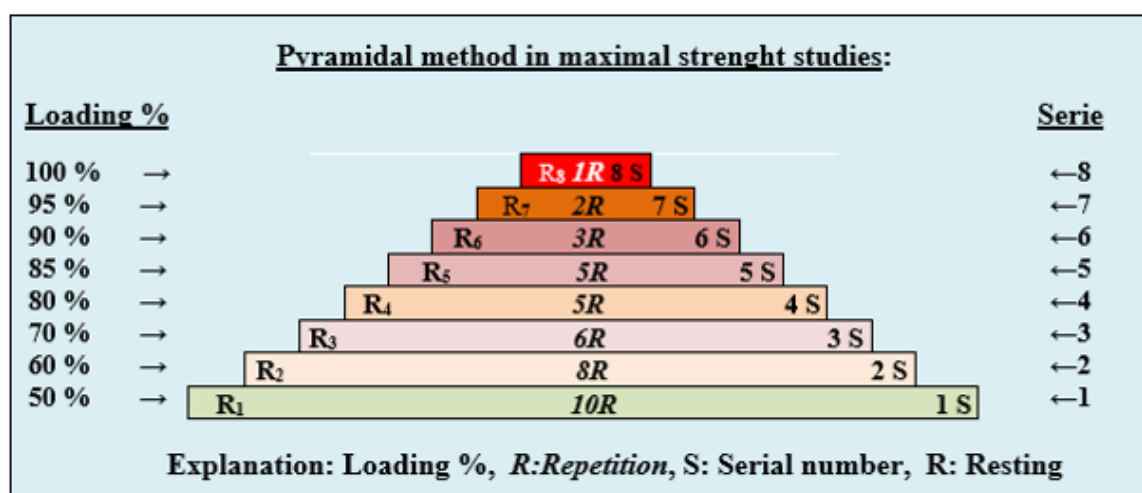 Pyramidal method in maximal strenght studies:
Loading % Serie
100 % → R₈ 1R 8 S ←8
95 % → R₇ 2R 7 S ←7
90 % → R₆ 3R 6 S ←6
85 % → R₅ 5R 5 S ←5
80 % → R₄ 5R 4 S ←4
70 % → R₃ 6R 3 S ←3
60 % → R₂ 8R 2 S ←2
50 % → R₁ 10R 1 S ←1
Explanation: Loading %, R:Repetition, S: Serial number, R: Resting